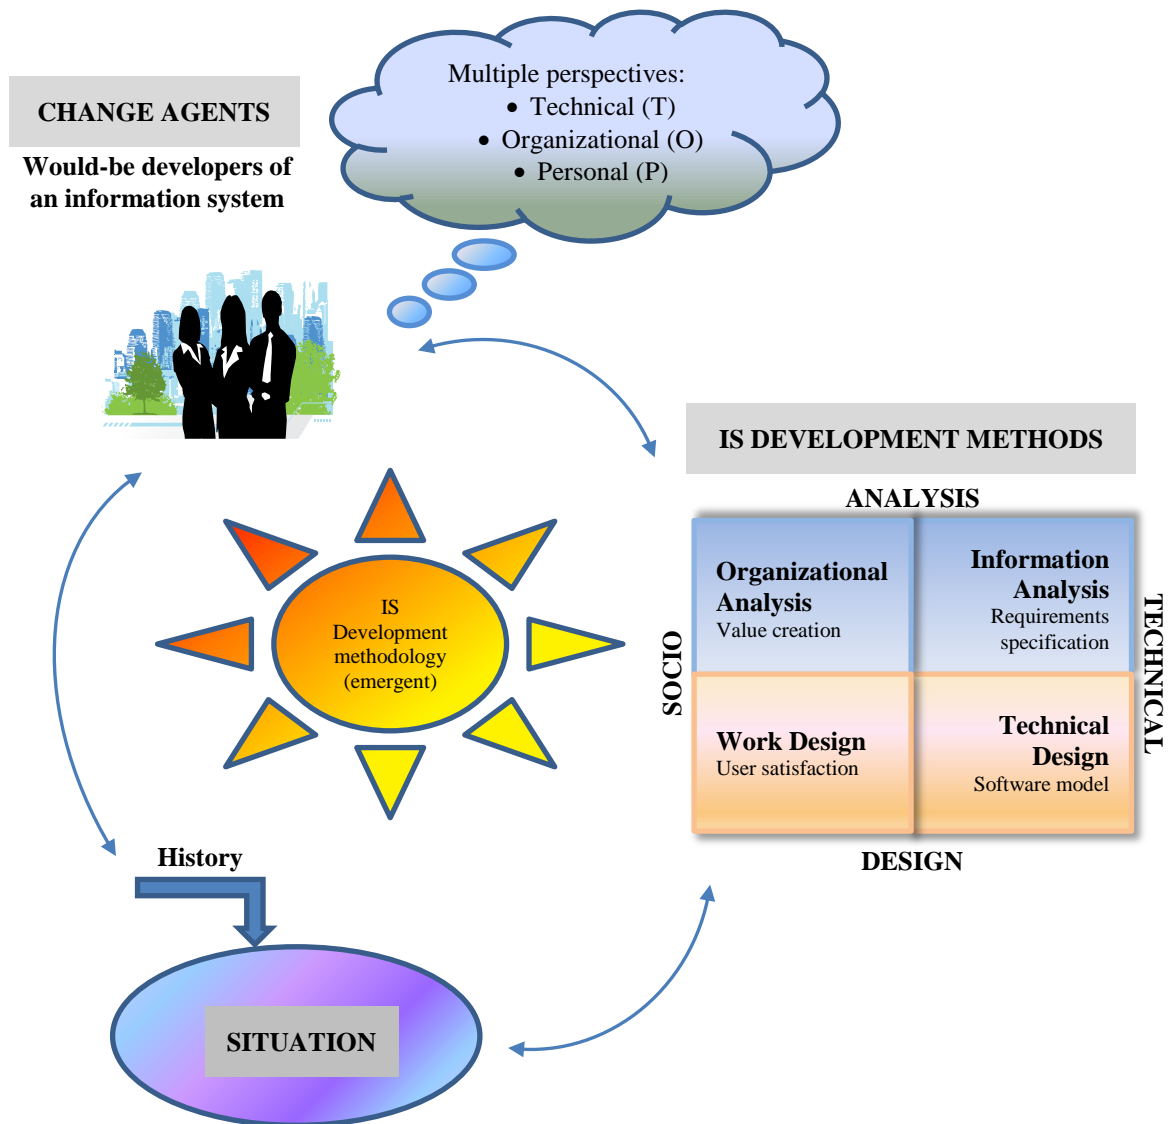 CHANGE AGENTS
Would-be developers of
an information system
Multiple perspectives:
• Technical (T)
• Organizational (O)
• Personal (P)
IS DEVELOPMENT METHODS
ANALYSIS
SOCIO
Organizational
Analysis
Value creation
Information
Analysis
Requirements
specification
TECHNICAL
Work Design
User satisfaction
Technical
Design
Software model
DESIGN
IS
Development
methodology
(emergent)
History
SITUATION